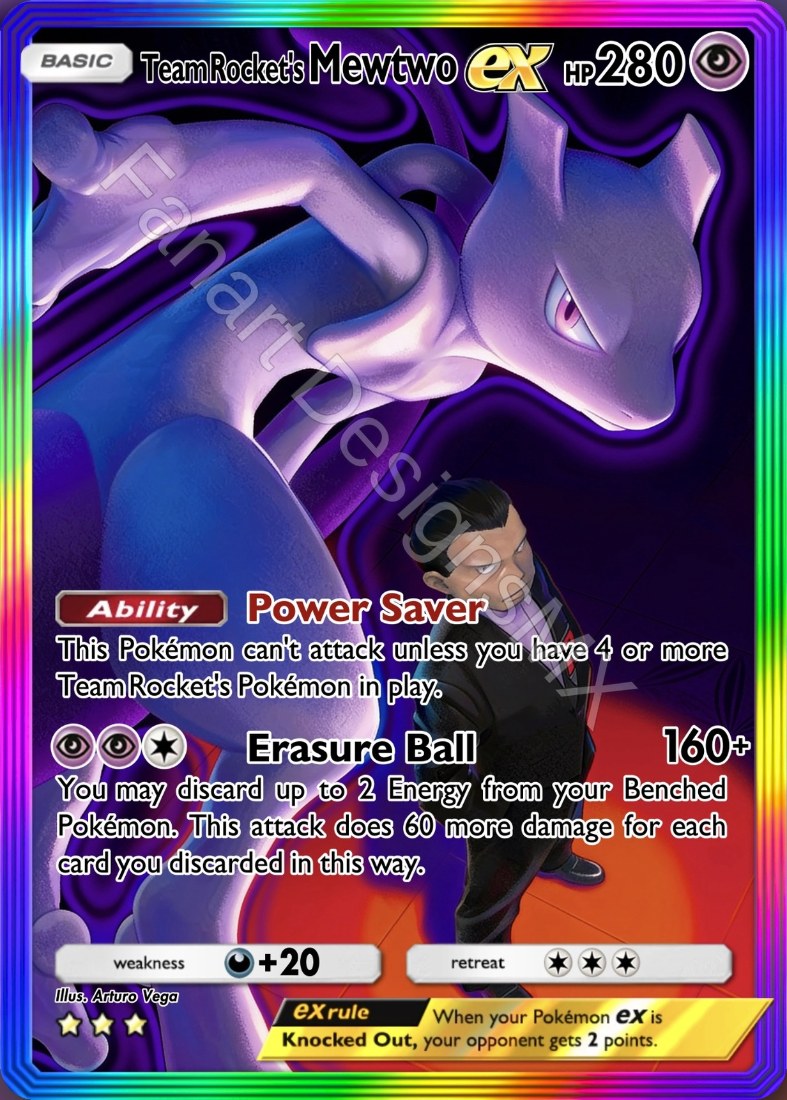 BASIC Team Rocket's Mewtwo ex HP 280
Fanart DesignsMX
Ability Power Saver
This Pokémon can't attack unless you have 4 or more
Team Rocket's Pokémon in play.
Erasure Ball 160+
You may discard up to 2 Energy from your Benched
Pokémon. This attack does 60 more damage for each
card you discarded in this way.
weakness +20 retreat
Illus. Arturo Vega
ex rule When your Pokémon ex is
Knocked Out, your opponent gets 2 points.